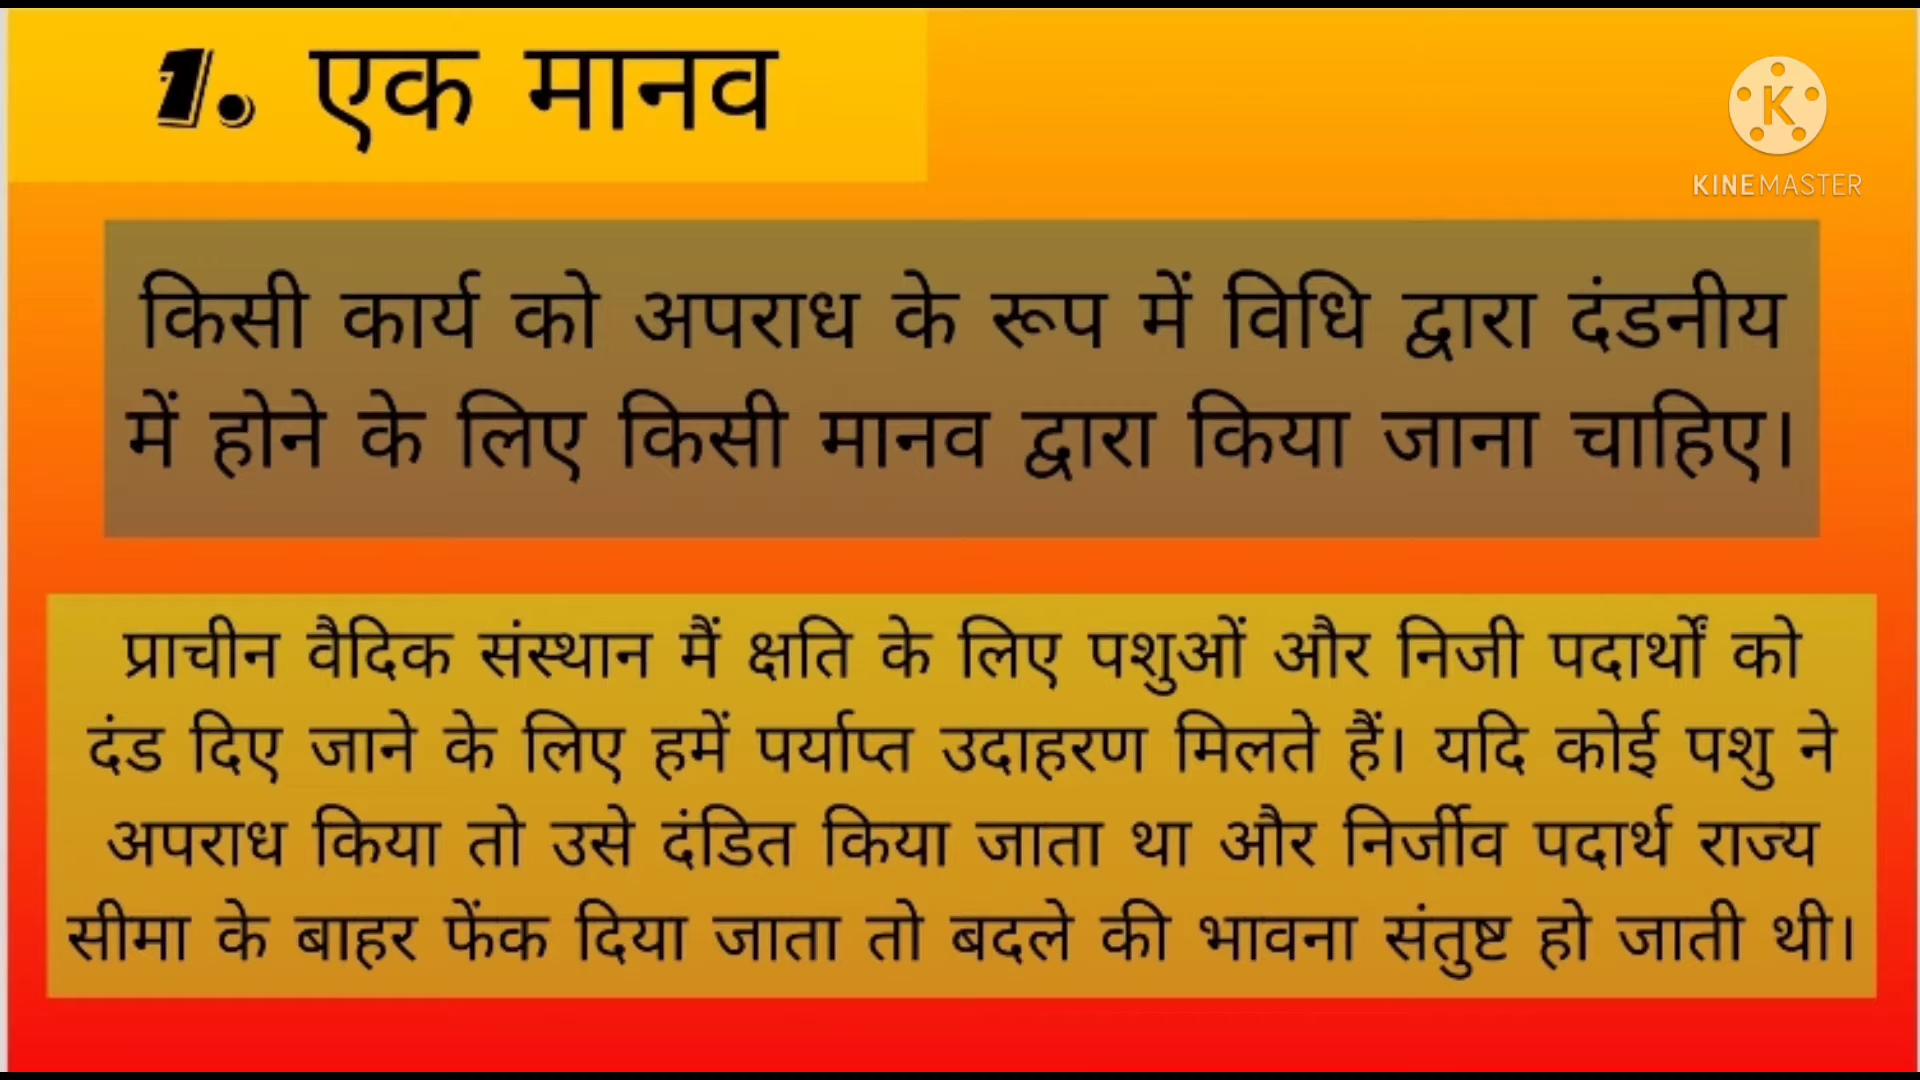 1. एक मानव
KINEMASTER
किसी कार्य को अपराध के रूप में विधि द्वारा दंडनीय
में होने के लिए किसी मानव द्वारा किया जाना चाहिए।
प्राचीन वैदिक संस्थान मैं क्षति के लिए पशुओं और निजी पदार्थों को
दंड दिए जाने के लिए हमें पर्याप्त उदाहरण मिलते हैं। यदि कोई पशु ने
अपराध किया तो उसे दंडित किया जाता था और निर्जीव पदार्थ राज्य
सीमा के बाहर फेंक दिया जाता तो बदले की भावना संतुष्ट हो जाती थी।